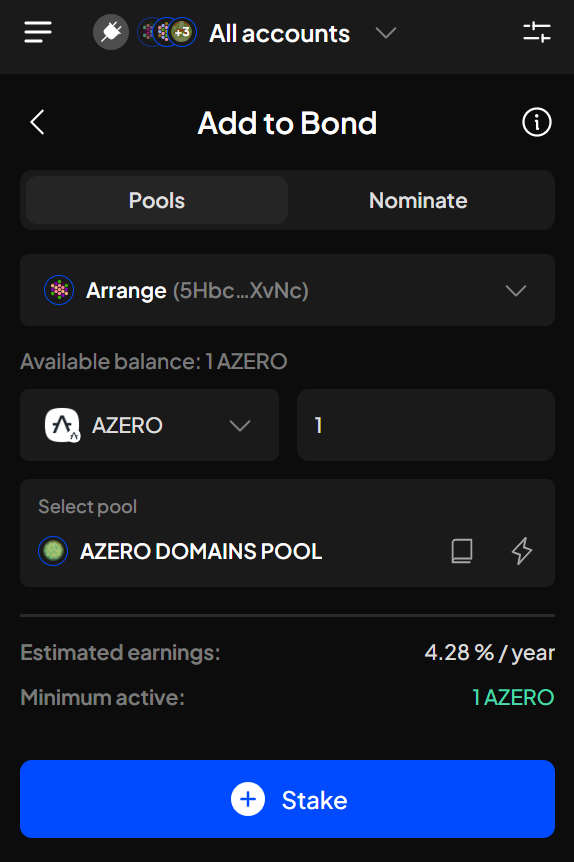 +3 All accounts
Add to Bond
Pools Nominate
Arrange (5Hbc...XvNc)
Available balance: 1 AZERO
AZERO 1
Select pool
AZERO DOMAINS POOL
Estimated earnings: 4.28 % / year
Minimum active: 1 AZERO
Stake